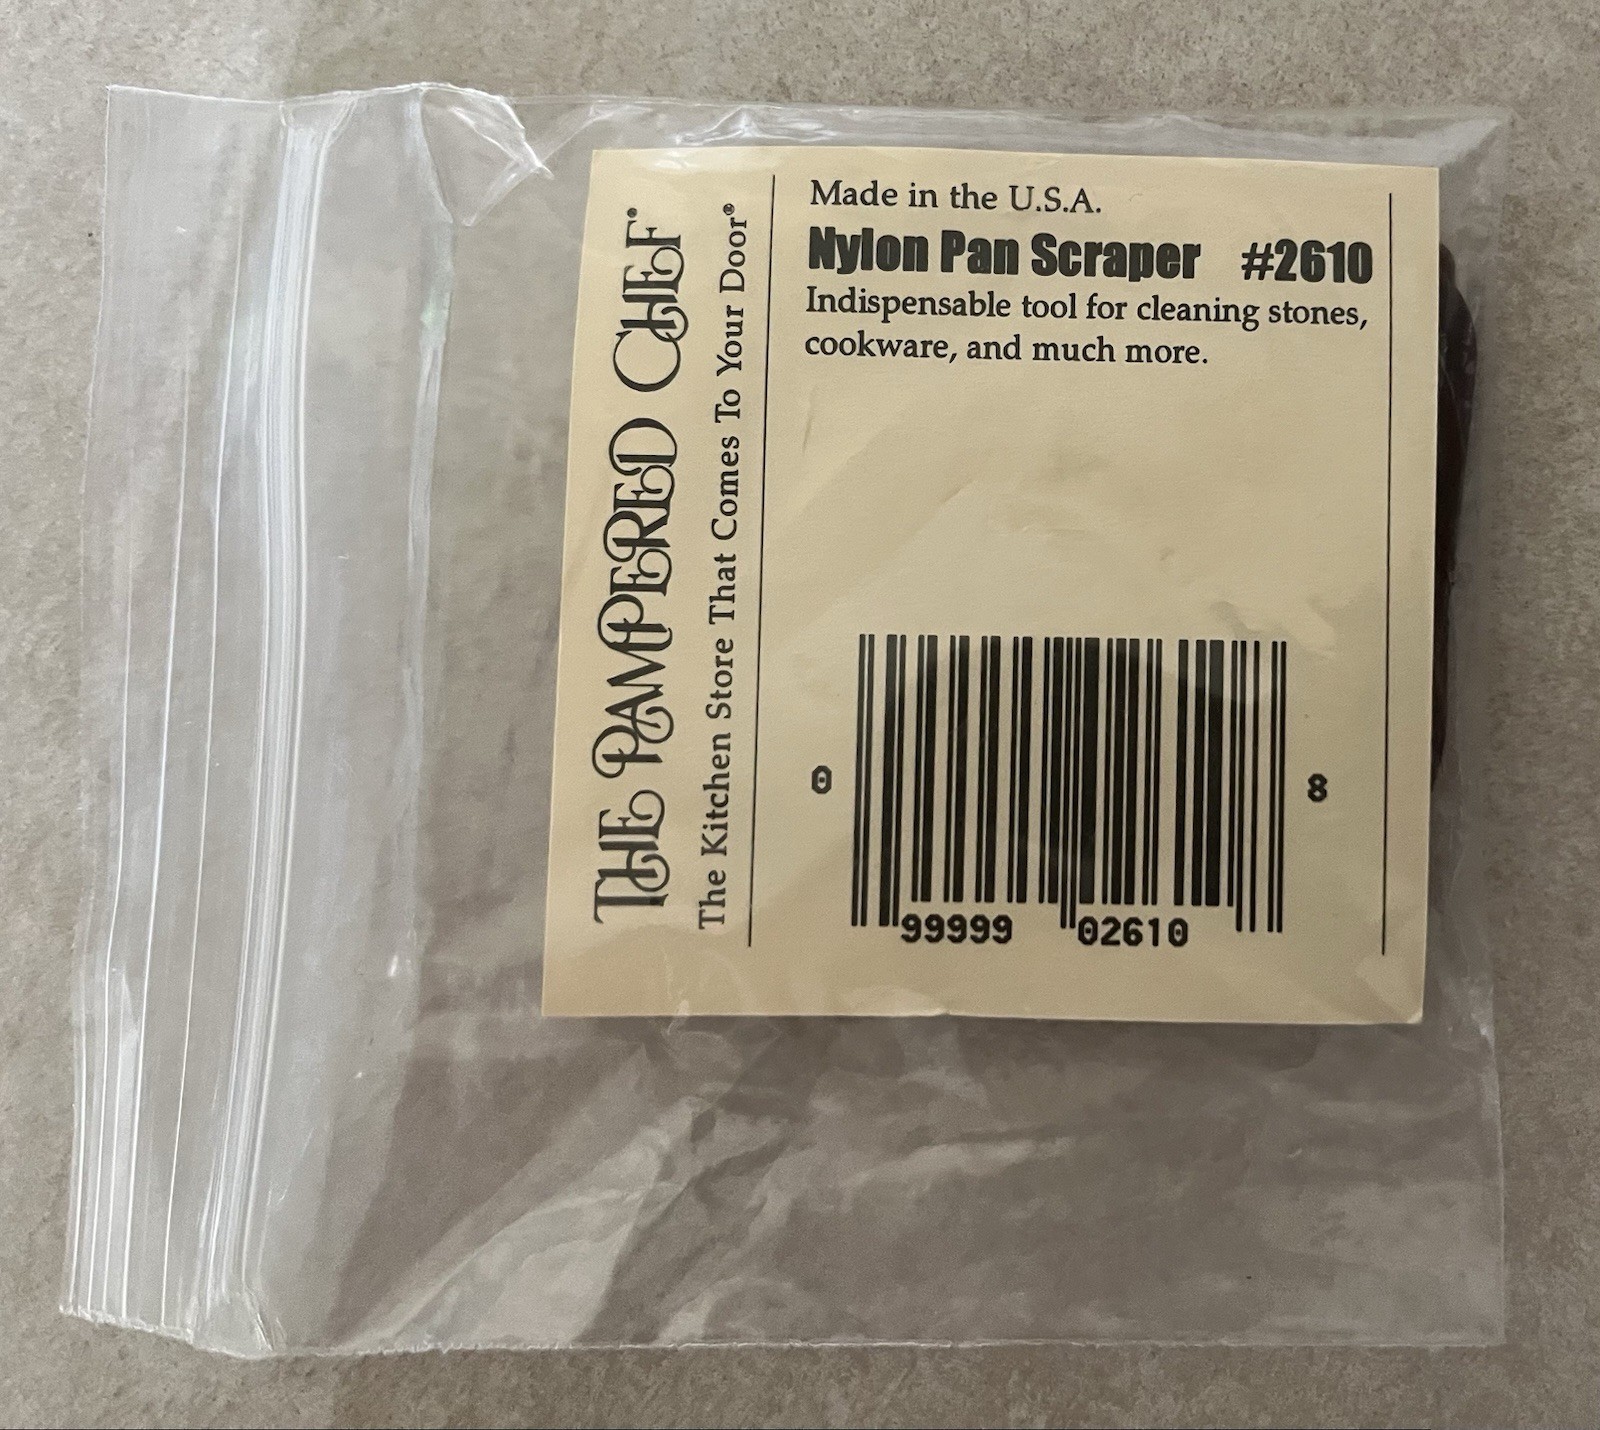 THE PAMPERED CHEF®
The Kitchen Store That Comes To Your Door®
Made in the U.S.A.
Nylon Pan Scraper #2610
Indispensable tool for cleaning stones,
cookware, and much more.
0 99999 02610 8